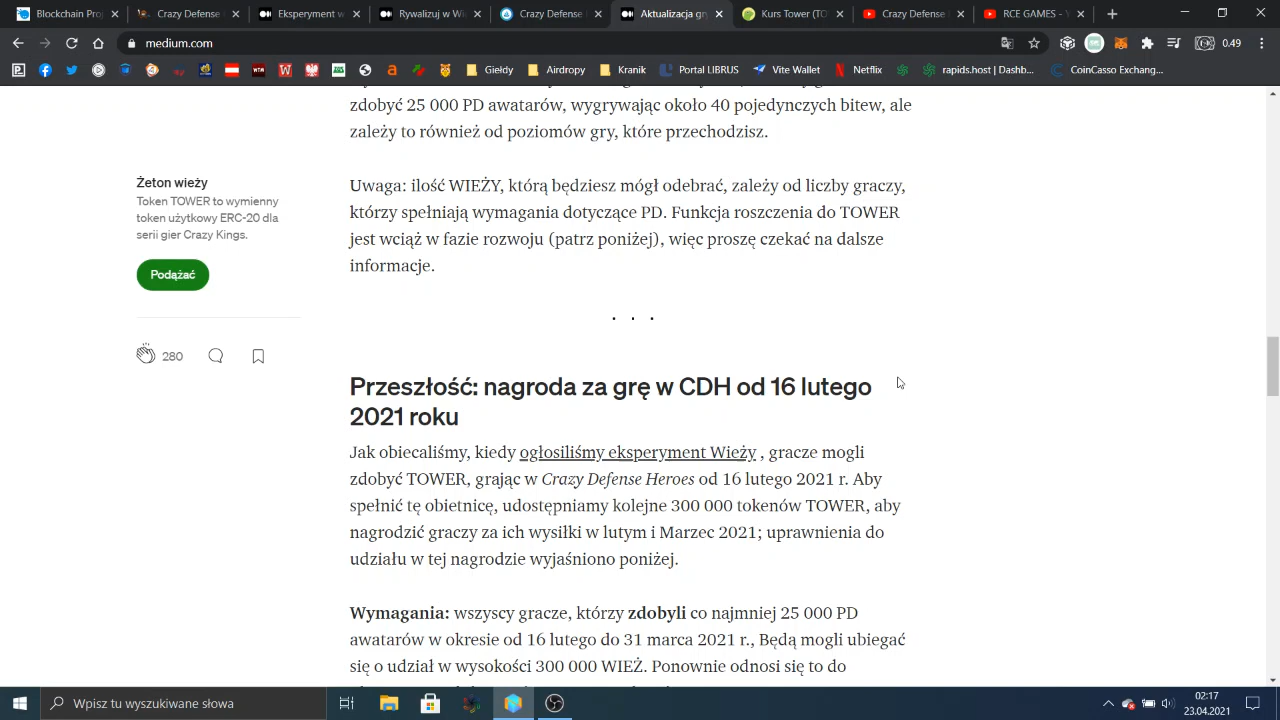 Blockchain Proj
Crazy Defense
Eksperyment w
Rywalizuj w Wi
Crazy Defense
Aktualizacja gr
Kurs Tower (TO
Crazy Defense
RCE GAMES - Y
medium.com
0.49
Giełdy
Airdropy
Kranik
Portal LIBRUS
Vite Wallet
Netflix
rapids.host | Dashb...
CoinCasso Exchang...
zdobyć 25 000 PD awatarów, wygrywając około 40 pojedynczych bitew, ale
zależy to również od poziomów gry, które przechodzisz.
Żeton wieży
Token TOWER to wymienny
token użytkowy ERC-20 dla
serii gier Crazy Kings.
Podążać
280
Uwaga: ilość WIEŻY, którą będziesz mógł odebrać, zależy od liczby graczy,
którzy spełniają wymagania dotyczące PD. Funkcja roszczenia do TOWER
jest wciąż w fazie rozwoju (patrz poniżej), więc proszę czekać na dalsze
informacje.
. . .
Przeszłość: nagroda za grę w CDH od 16 lutego
2021 roku
Jak obiecaliśmy, kiedy ogłosiliśmy eksperyment Wieży , gracze mogli
zdobyć TOWER, grając w Crazy Defense Heroes od 16 lutego 2021 r. Aby
spełnić tę obietnicę, udostępniamy kolejne 300 000 tokenów TOWER, aby
nagrodzić graczy za ich wysiłki w lutym i Marzec 2021; uprawnienia do
udziału w tej nagrodzie wyjaśniono poniżej.
Wymagania: wszyscy gracze, którzy zdobyli co najmniej 25 000 PD
awatarów w okresie od 16 lutego do 31 marca 2021 r., Będą mogli ubiegać
się o udział w wysokości 300 000 WIEŻ. Ponownie odnosi się to do
Wpisz tu wyszukiwane słowa
02:17
23.04.2021